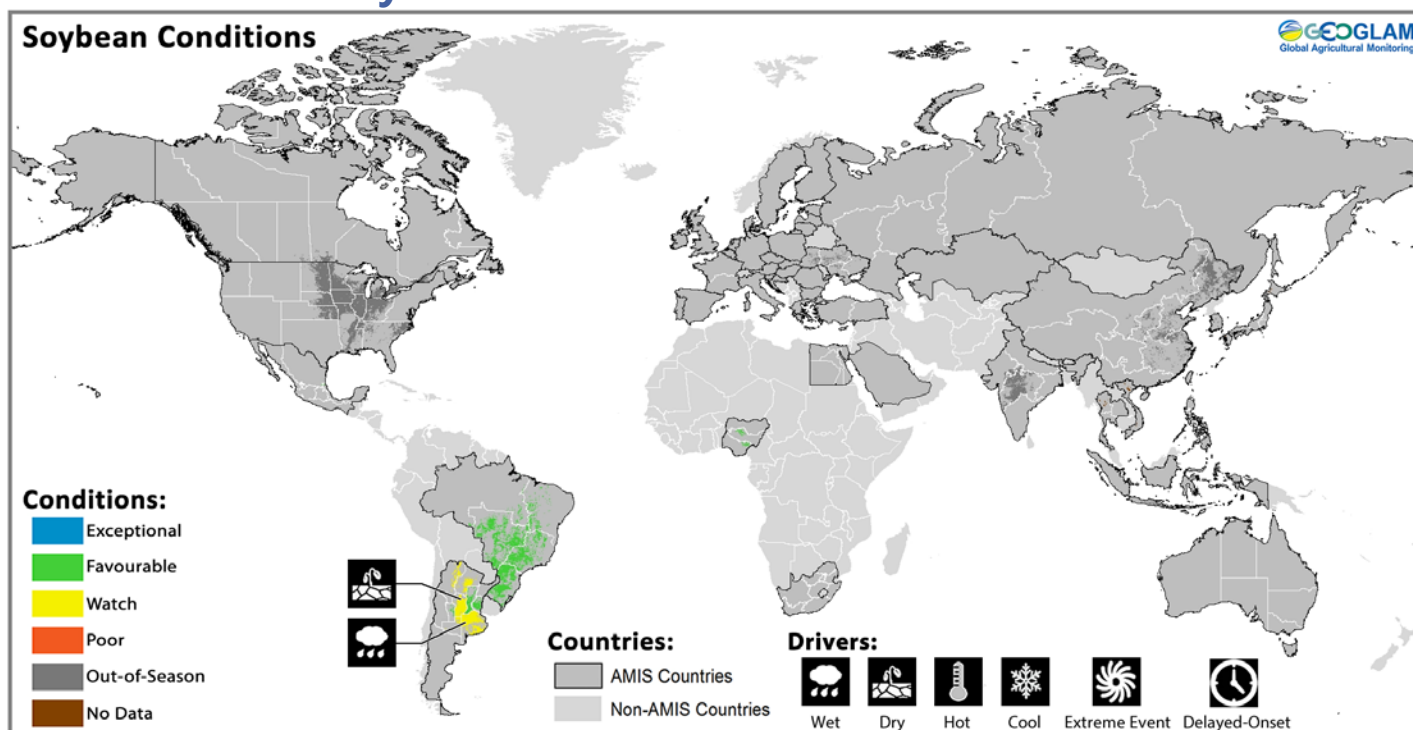 Soybean Conditions
GEOGLAM
Global Agricultural Monitoring
Conditions:
Exceptional
Favourable
Watch
Poor
Out-of-Season
No Data
Countries:
AMIS Countries
Non-AMIS Countries
Drivers:
Wet
Dry
Hot
Cool
Extreme Event
Delayed-Onset